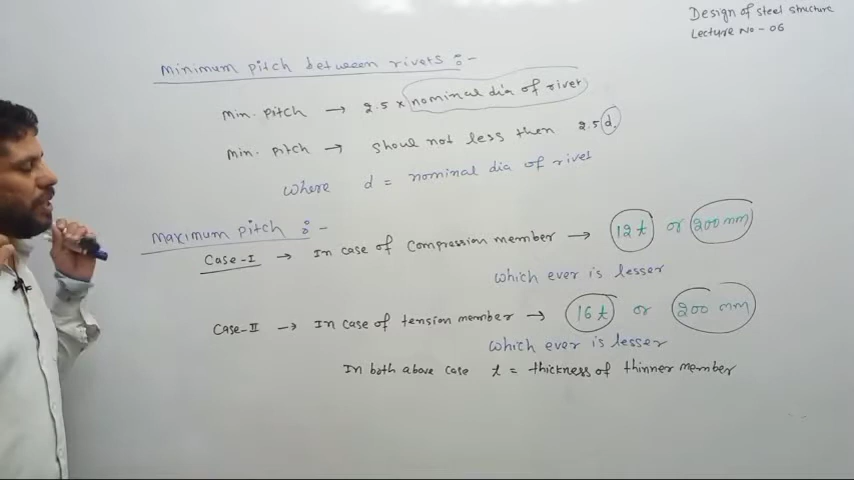 Design of steel structure
Lecture No - 06
Minimum pitch between rivets :-
Min. pitch → 2.5 x nominal dia of rivet
Min. pitch → shoul not less then 2.5 d.
where d = nominal dia of rivet
Maximum pitch :-
Case-I → In case of compression member → 12 t or 200 mm
which ever is lesser
Case-II → In case of tension member → 16 t or 200 mm
which ever is lesser
In both above case t = thickness of thinner member